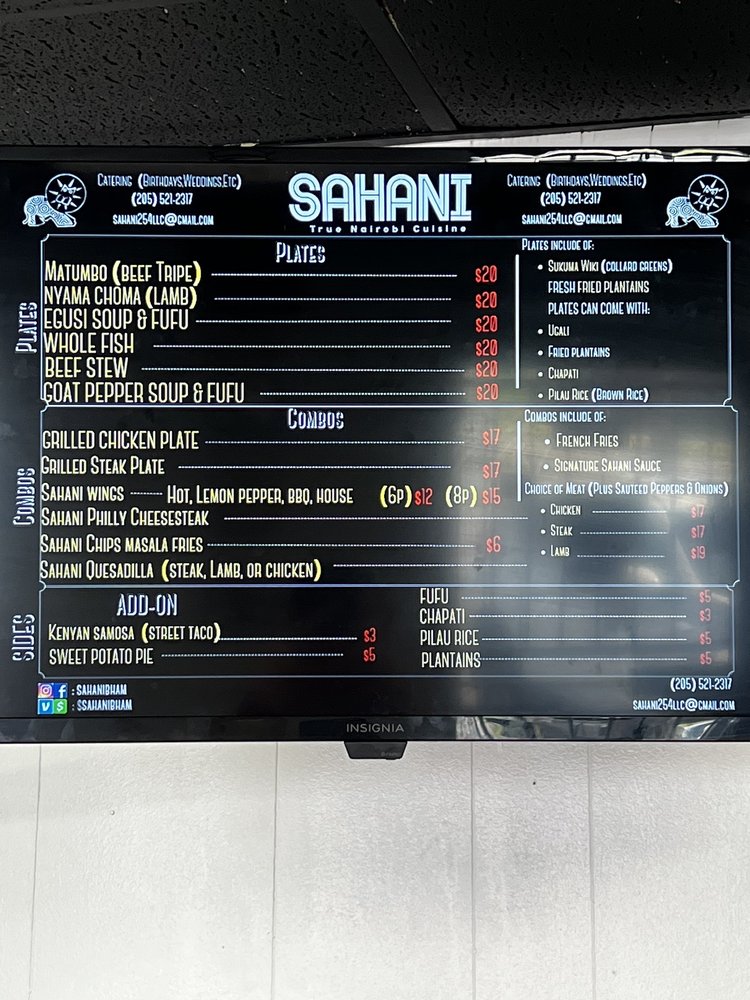 Catering (Birthdays,Weddings,Etc)
(205) 521-2317
sahani254llc@gmail.com
SAHANI
True Nairobi Cuisine
Catering (Birthdays,Weddings,Etc)
(205) 521-2317
sahani254llc@gmail.com
Plates
Plates
Matumbo (beef Tripe) $20
NYAMA CHOMA (LAMB) $20
EGUSI SOUP & FUFU $20
WHOLE FISH $20
BEEF STEW $20
GOAT PEPPER SOUP & FUFU $20
Plates include of:
• Sukuma Wiki (collard greens)
FRESH FRIED PLANTAINS
PLATES CAN COME WITH:
• Ugali
• Fried plantains
• Chapati
• Pilau Rice (Brown Rice)
Combos
Combos
GRILLED CHICKEN PLATE $17
Grilled Steak Plate $17
Sahani wings Hot, Lemon pepper, bbq, house (6p) $12 (8p) $15
Sahani Philly Cheesesteak
Sahani Chips masala fries $6
Sahani Quesadilla (steak, Lamb, or chicken)
Combos include of:
• French Fries
• Signature Sahani Sauce
Choice of Meat (Plus Sauteed Peppers & Onions)
• Chicken $17
• Steak $17
• Lamb $19
SIDES
ADD-ON
Kenyan samosa (street taco) $3
SWEET POTATO PIE $5
FUFU $5
CHAPATI $3
PILAU RICE $5
PLANTAINS $5
: SAHANIBHAM
: $SAHANIBHAM
(205) 521-2317
sahani254llc@gmail.com
INSIGNIA